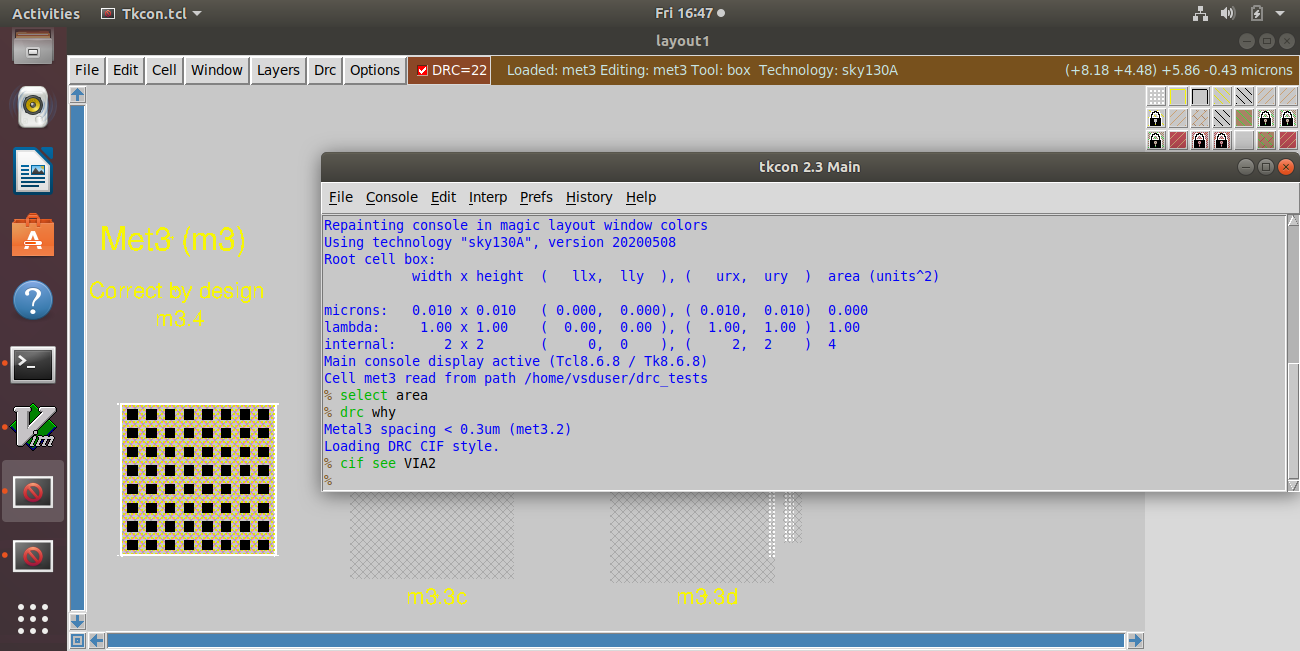 Activities Tkcon.tcl Fri 16:47
layout1
File Edit Cell Window Layers Drc Options DRC=22 Loaded: met3 Editing: met3 Tool: box Technology: sky130A (+8.18 +4.48) +5.86 -0.43 microns
tkcon 2.3 Main
File Console Edit Interp Prefs History Help
Repainting console in magic layout window colors
Using technology "sky130A", version 20200508
Root cell box:
width x height ( llx, lly ), ( urx, ury ) area (units^2)
microns: 0.010 x 0.010 ( 0.000, 0.000), ( 0.010, 0.010) 0.000
lambda: 1.00 x 1.00 ( 0.00, 0.00 ), ( 1.00, 1.00 ) 1.00
internal: 2 x 2 ( 0, 0 ), ( 2, 2 ) 4
Main console display active (Tcl8.6.8 / Tk8.6.8)
Cell met3 read from path /home/vsduser/drc_tests
% select area
% drc why
Metal3 spacing < 0.3um (met3.2)
Loading DRC CIF style.
% cif see VIA2
%
Met3 (m3)
Correct by design
m3.4
m3.3c
m3.3d
Vim